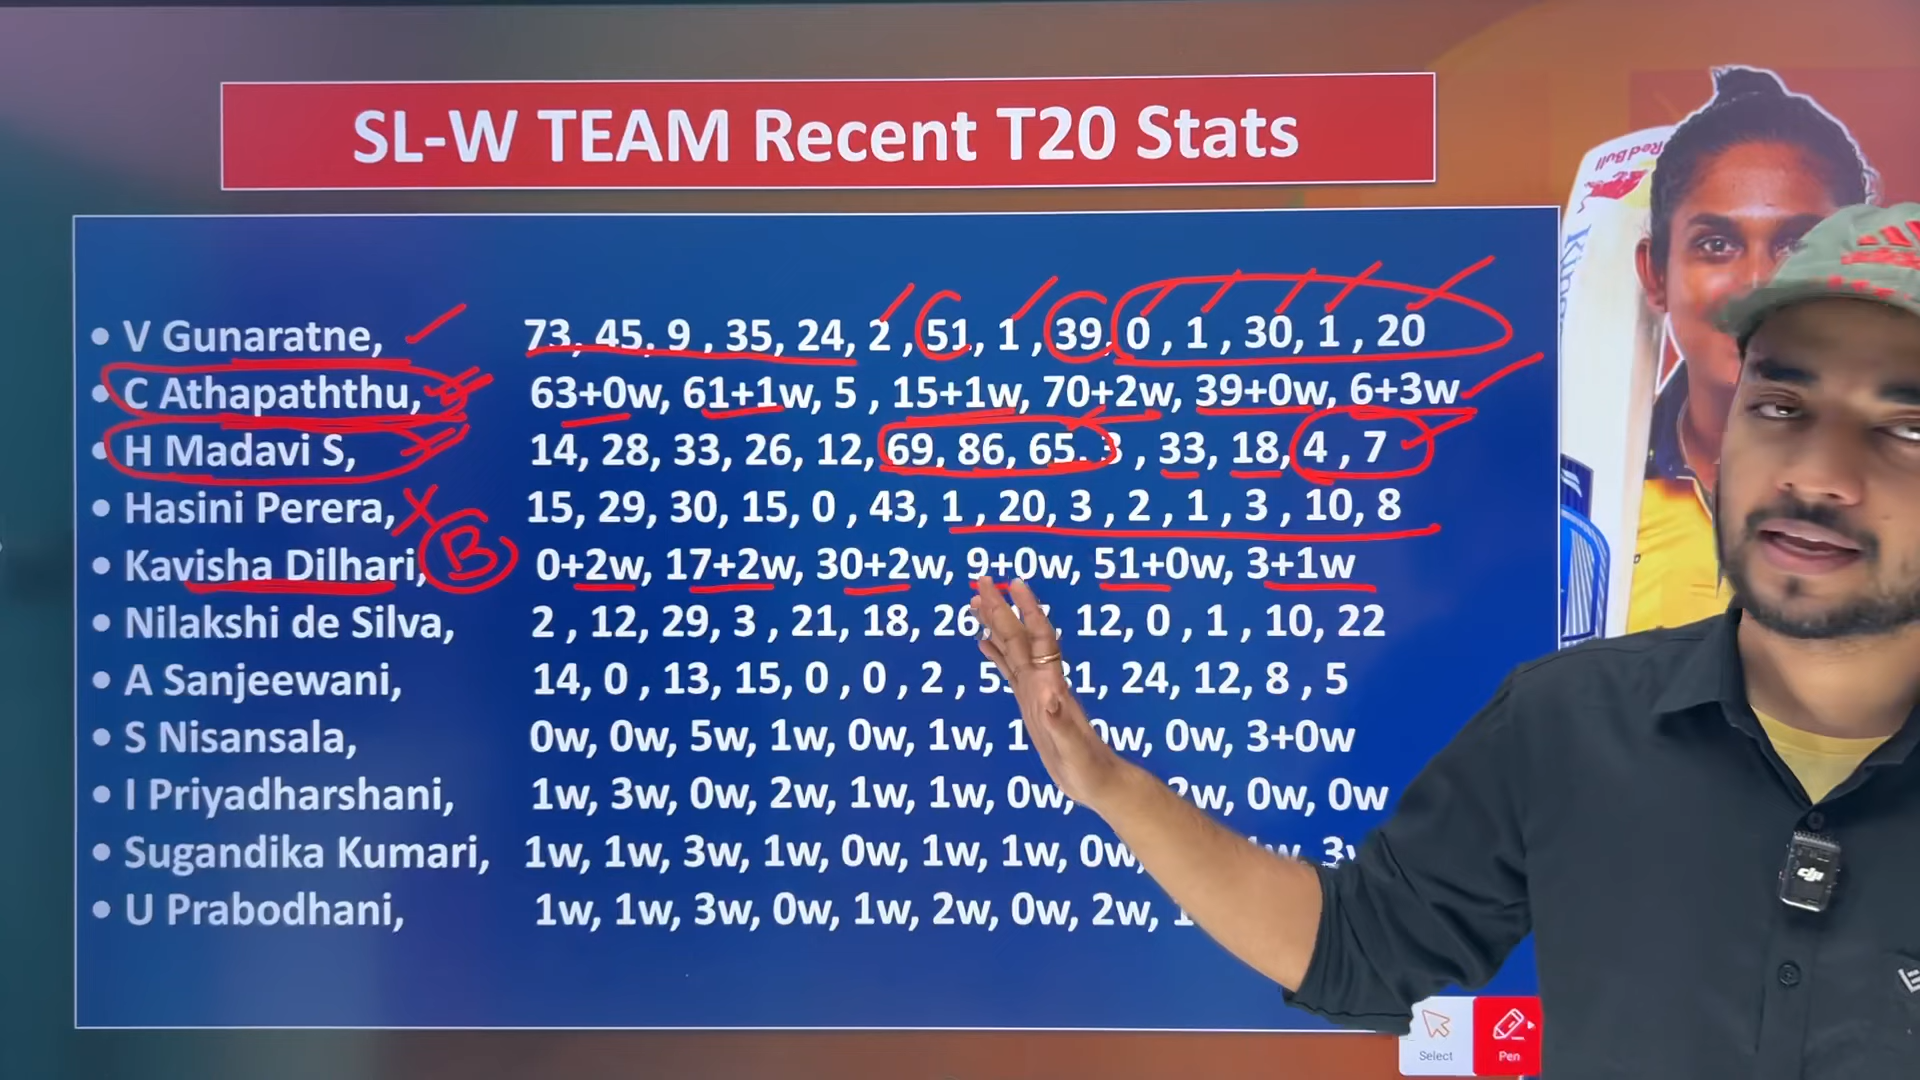 SL-W TEAM Recent T20 Stats
Red Bull
• V Gunaratne, 73, 45, 9 , 35, 24, 2 , 51, 1 , 39, 0 , 1 , 30, 1 , 20
• C Athapaththu, 63+0w, 61+1w, 5 , 15+1w, 70+2w, 39+0w, 6+3w
• H Madavi S, 14, 28, 33, 26, 12, 69, 86, 65, 3 , 33, 18, 4 , 7
• Hasini Perera, 15, 29, 30, 15, 0 , 43, 1 , 20, 3 , 2 , 1 , 3 , 10, 8
• Kavisha Dilhari, B 0+2w, 17+2w, 30+2w, 9+0w, 51+0w, 3+1w
• Nilakshi de Silva, 2 , 12, 29, 3 , 21, 18, 26, 12, 0 , 1 , 10, 22
• A Sanjeewani, 14, 0 , 13, 15, 0 , 0 , 2 , 24, 12, 8 , 5
• S Nisansala, 0w, 0w, 5w, 1w, 0w, 1w, 0w, 0w, 3+0w
• I Priyadharshani, 1w, 3w, 0w, 2w, 1w, 1w, 0w, 2w, 0w, 0w
• Sugandika Kumari, 1w, 1w, 3w, 1w, 0w, 1w, 1w, 0w,
• U Prabodhani, 1w, 1w, 3w, 0w, 1w, 2w, 0w, 2w,
dji
Select
Pen